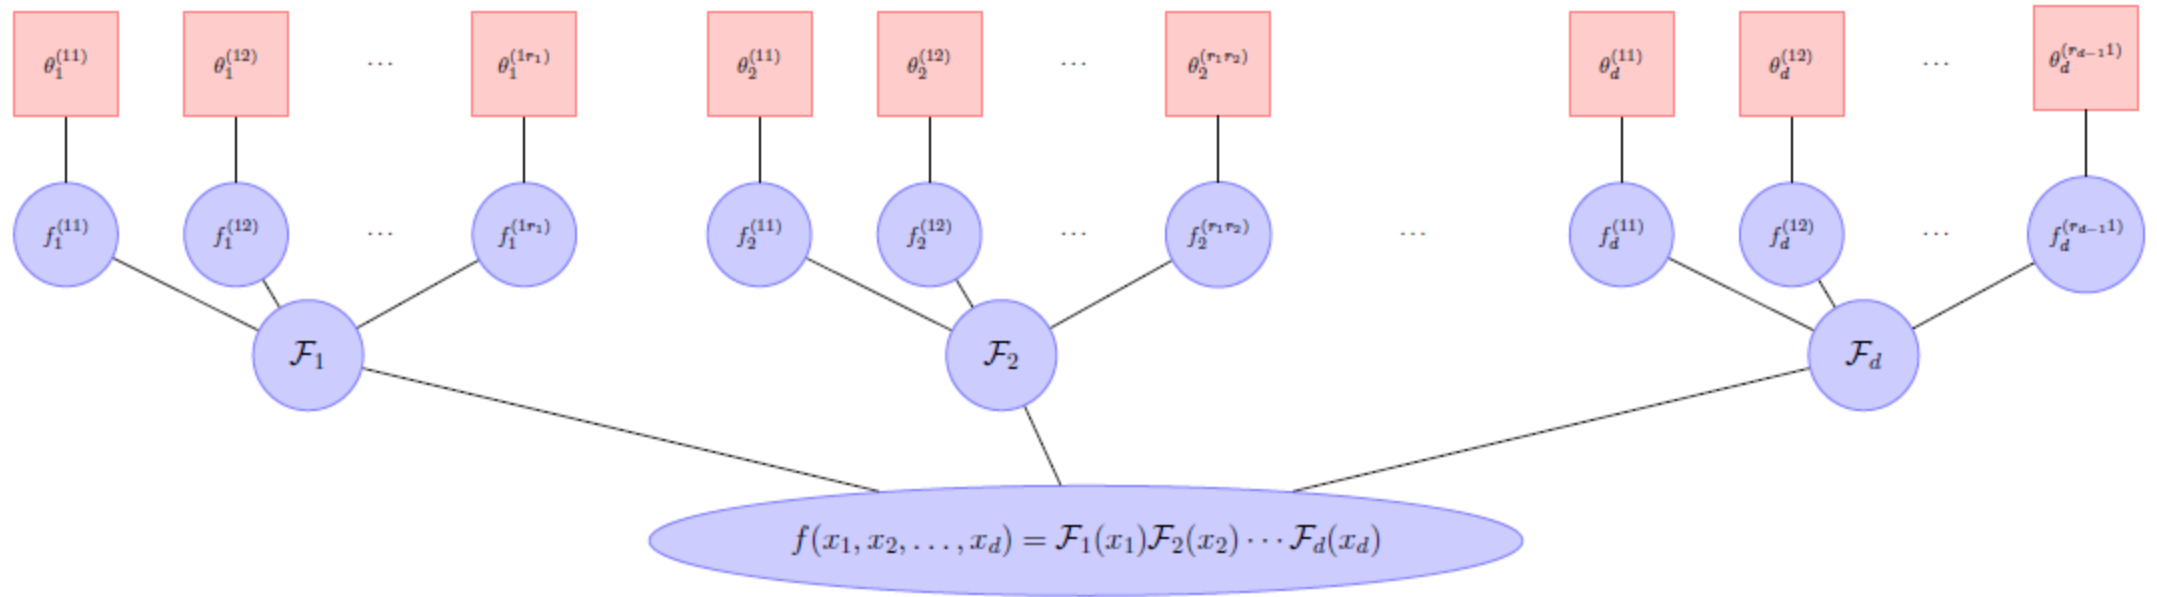 θ_1^{(11)} θ_1^{(12)} ... θ_1^{(1r_1)} θ_2^{(11)} θ_2^{(12)} ... θ_2^{(r_1r_2)} θ_d^{(11)} θ_d^{(12)} ... θ_d^{(r_{d-1}1)}
f_1^{(11)} f_1^{(12)} ... f_1^{(1r_1)} f_2^{(11)} f_2^{(12)} ... f_2^{(r_1r_2)} ... f_d^{(11)} f_d^{(12)} ... f_d^{(r_{d-1}1)}
ℱ_1 ℱ_2 ℱ_d
f(x_1, x_2, ..., x_d) = ℱ_1(x_1)ℱ_2(x_2) ⋯ ℱ_d(x_d)